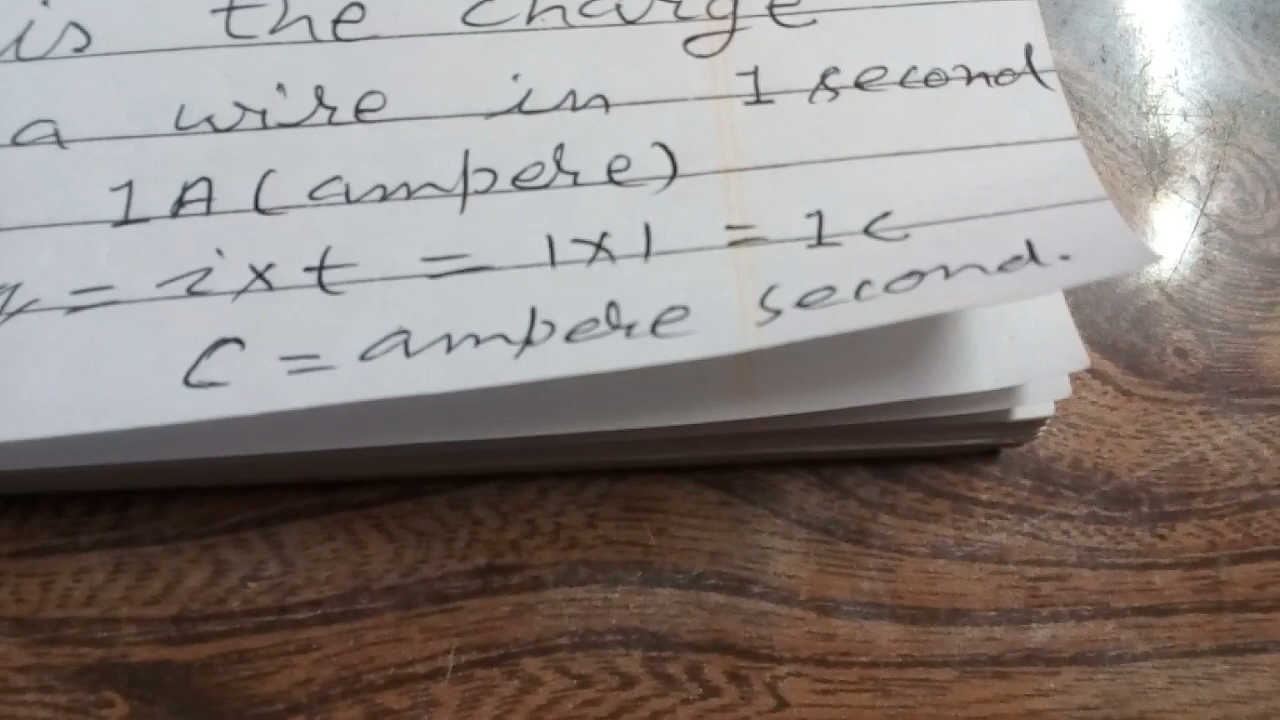 is the charge
a wire in 1 second
1A (ampere)
= i x t = 1x1 = 1C
C = ampere second.